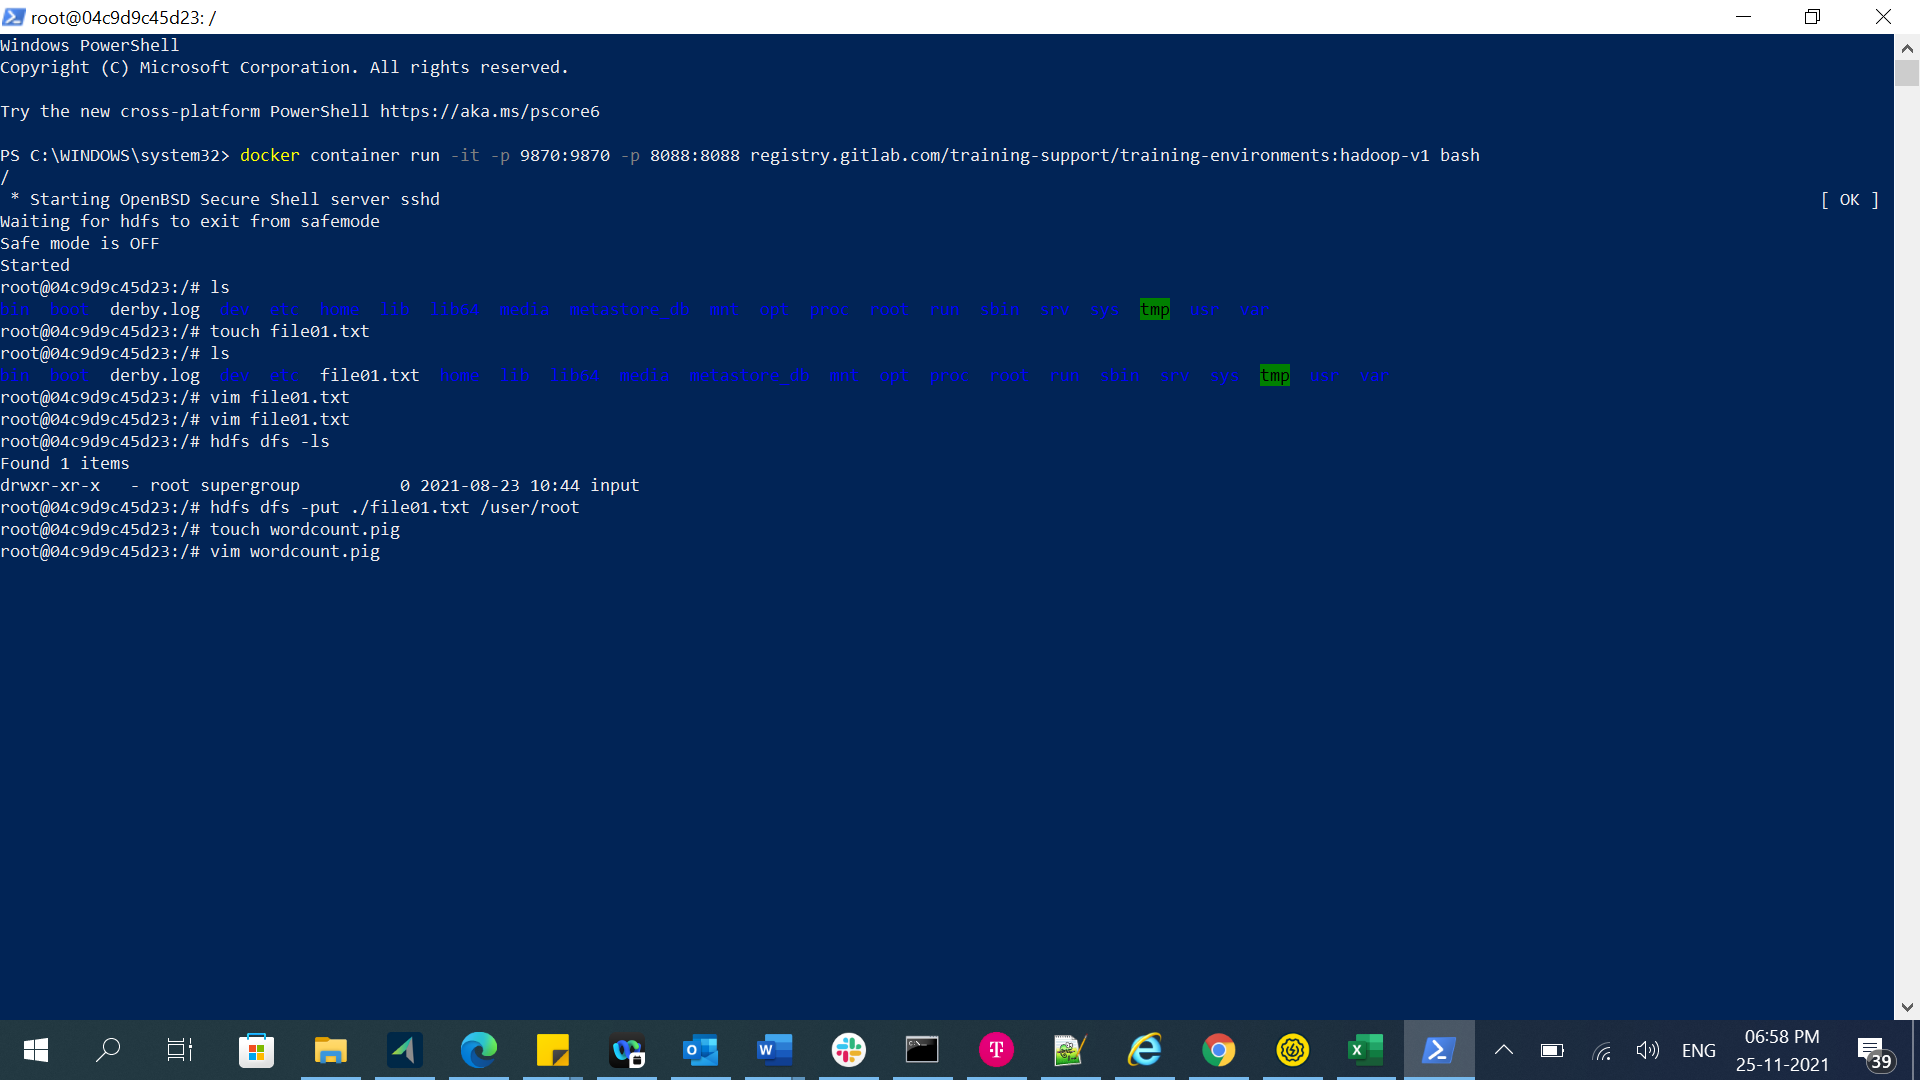 root@04c9d9c45d23: /
Windows PowerShell
Copyright (C) Microsoft Corporation. All rights reserved.
Try the new cross-platform PowerShell https://aka.ms/pscore6
PS C:\WINDOWS\system32> docker container run -it -p 9870:9870 -p 8088:8088 registry.gitlab.com/training-support/training-environments:hadoop-v1 bash
/
* Starting OpenBSD Secure Shell server sshd [ OK ]
Waiting for hdfs to exit from safemode
Safe mode is OFF
Started
root@04c9d9c45d23:/# ls
bin boot derby.log dev etc home lib lib64 media metastore_db mnt opt proc root run sbin srv sys tmp usr var
root@04c9d9c45d23:/# touch file01.txt
root@04c9d9c45d23:/# ls
bin boot derby.log dev etc file01.txt home lib lib64 media metastore_db mnt opt proc root run sbin srv sys tmp usr var
root@04c9d9c45d23:/# vim file01.txt
root@04c9d9c45d23:/# vim file01.txt
root@04c9d9c45d23:/# hdfs dfs -ls
Found 1 items
drwxr-xr-x - root supergroup 0 2021-08-23 10:44 input
root@04c9d9c45d23:/# hdfs dfs -put ./file01.txt /user/root
root@04c9d9c45d23:/# touch wordcount.pig
root@04c9d9c45d23:/# vim wordcount.pig
ENG
06:58 PM
25-11-2021
39